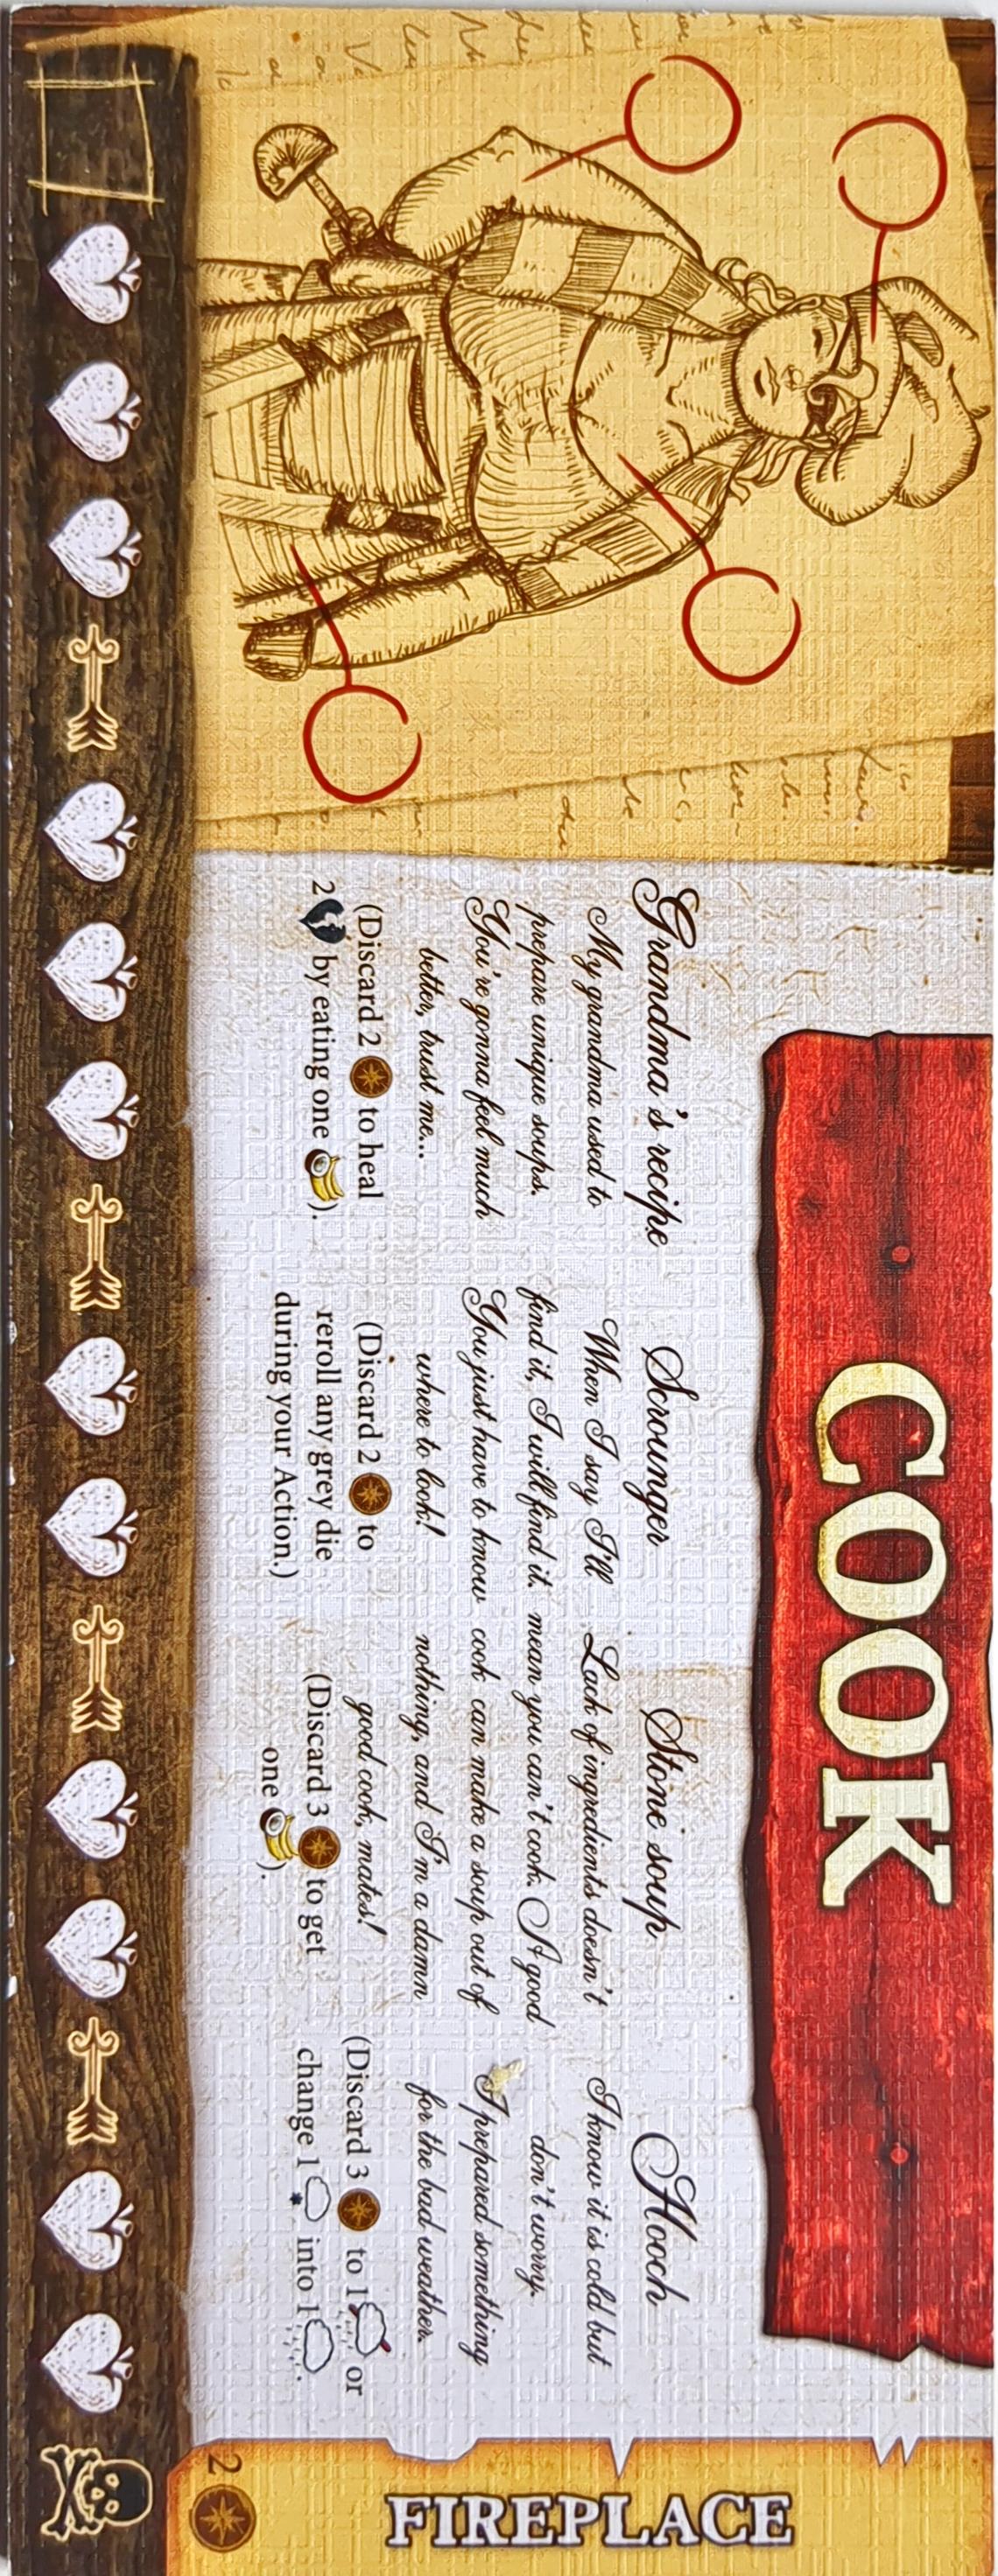 COOK
Grandma's recipe
My grandma used to
prepare unique soups.
You're gonna feel much
better, trust me...
(Discard 2 to heal
2 by eating one ).
Scrounger
When I say I'll
find it, I will find it.
You just have to know
where to look!
(Discard 2 to
reroll any grey die
during your Action.)
Stone soup
Lack of ingredients doesn't
mean you can't cook. A good
cook can make a soup out of
nothing, and I'm a damn
good cook, mates!
(Discard 3 to get
one ).
Hooch
I know it is cold but
don't worry.
I prepared something
for the bad weather.
(Discard 3 to 1 or
change 1 into 1 .
FIREPLACE
2